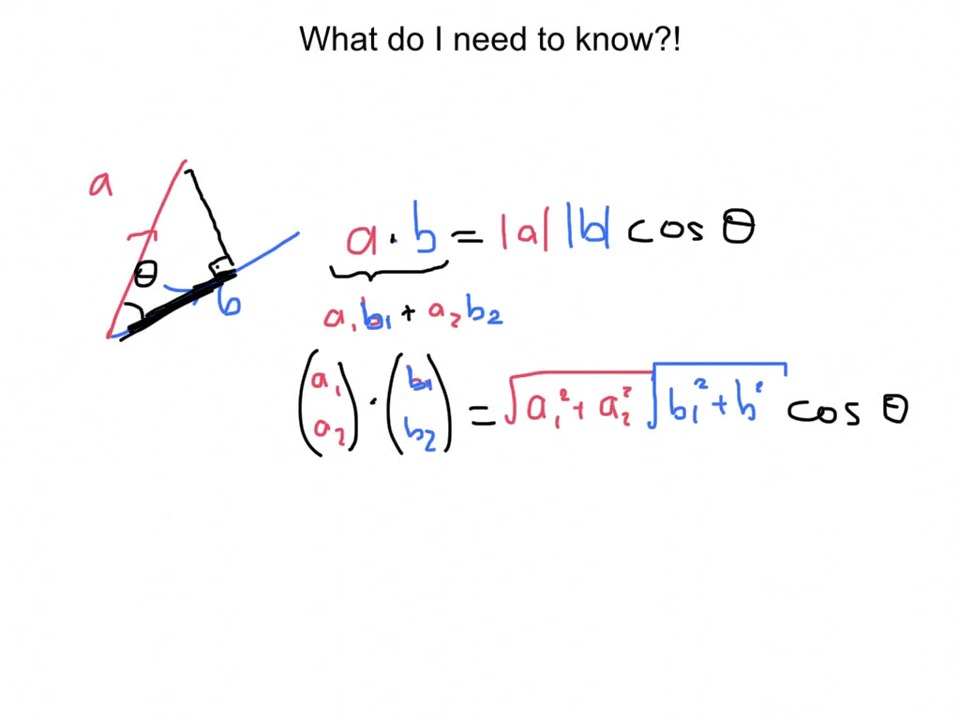 What do I need to know?!
a
a · b = |a| |b| cos θ
θ
b
a₁b₁ + a₂b₂
(a₁ a₂) · (b₁ b₂) = √a₁² + a₂² √b₁² + b² cos θ